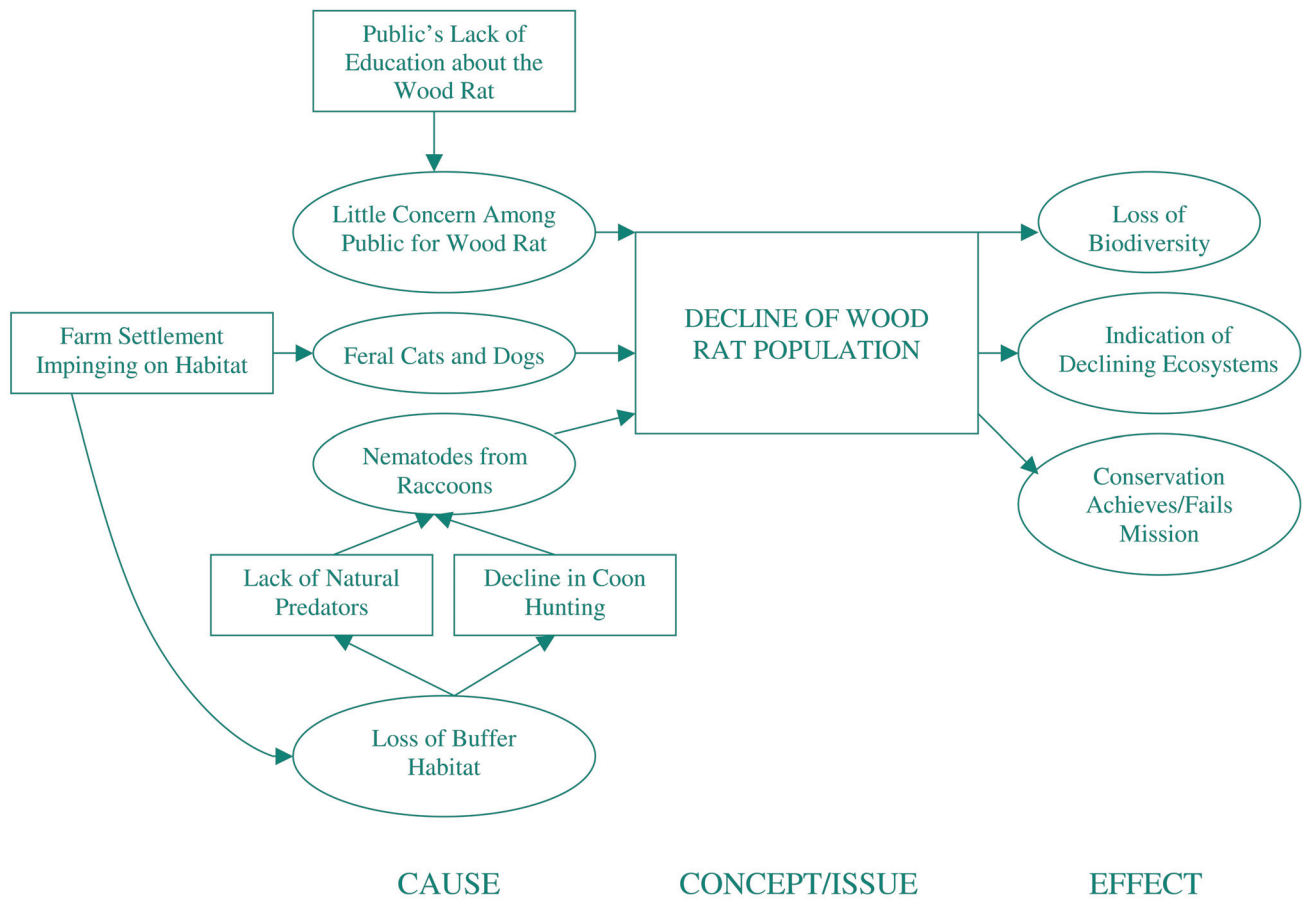 Public’s Lack of
Education about the
Wood Rat
Little Concern Among
Public for Wood Rat
Farm Settlement
Impinging on Habitat
Feral Cats and Dogs
Nematodes from
Raccoons
Lack of Natural
Predators
Decline in Coon
Hunting
Loss of Buffer
Habitat
DECLINE OF WOOD
RAT POPULATION
Loss of
Biodiversity
Indication of
Declining Ecosystems
Conservation
Achieves/Fails
Mission
CAUSE
CONCEPT/ISSUE
EFFECT